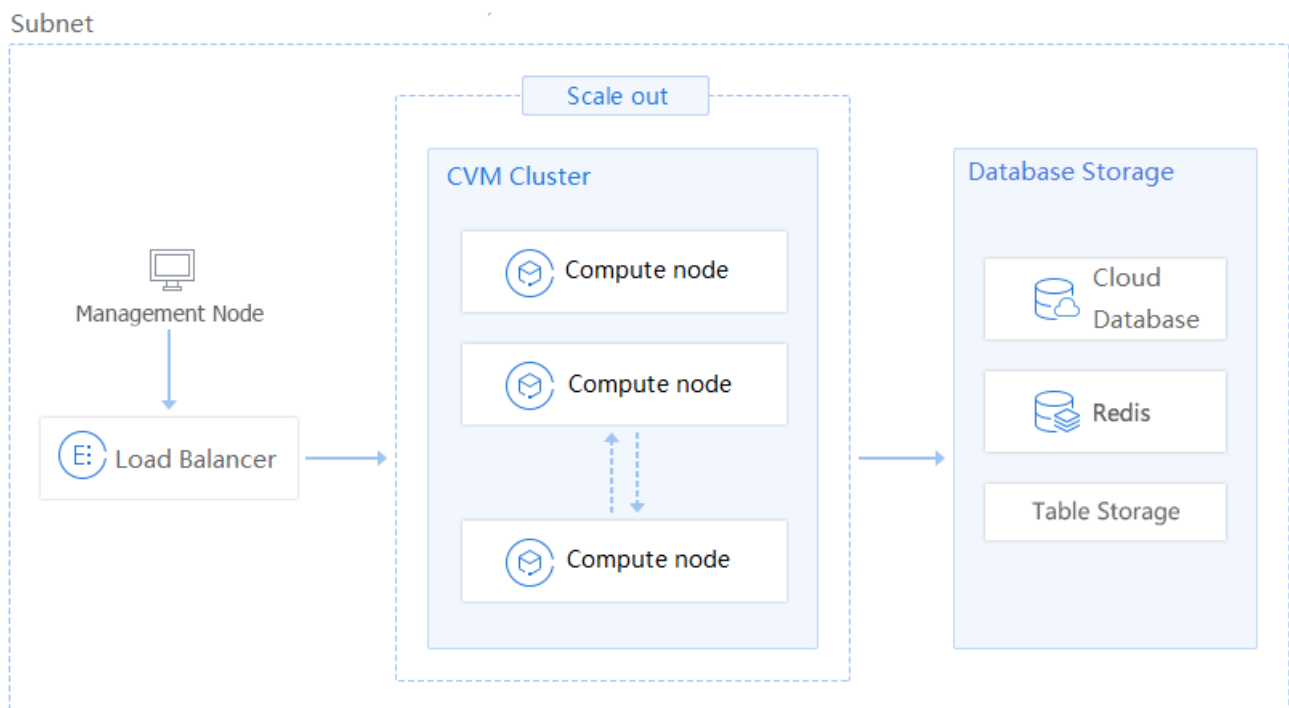 Subnet
Scale out
CVM Cluster
Database Storage
Compute node
Cloud
Database
Management Node
Compute node
Redis
E:
Load Balancer
Table Storage
Compute node